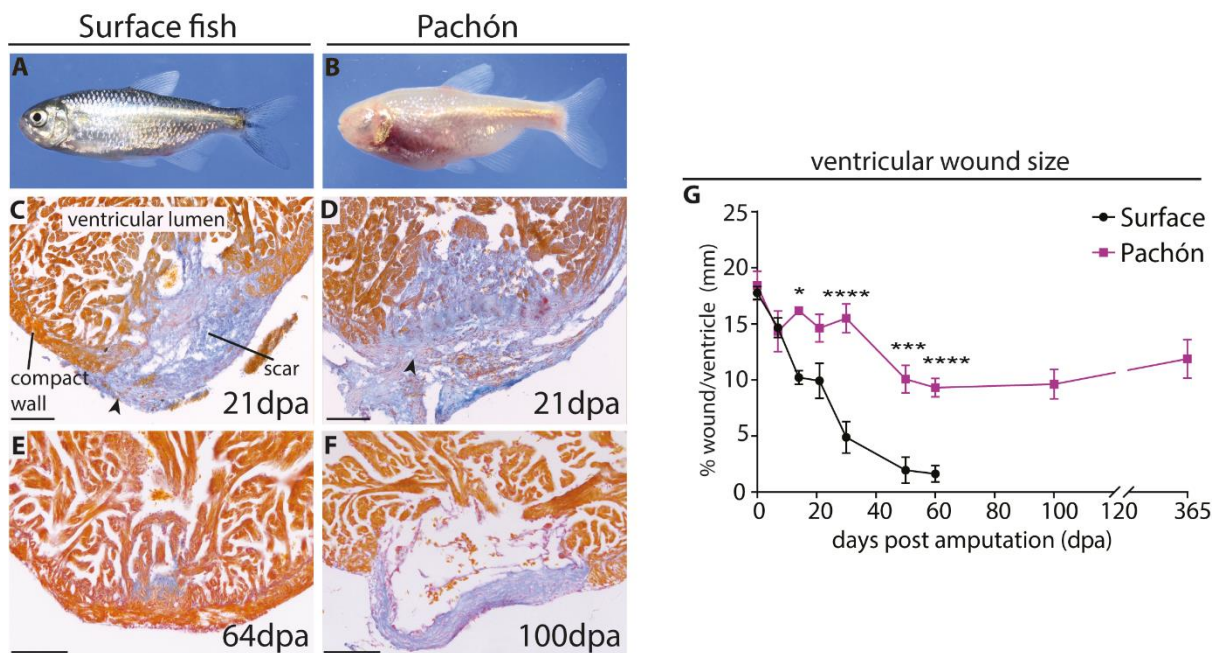 Surface fish
Pachón
A
B
C
ventricular lumen
compact
wall
scar
21dpa
D
21dpa
E
64dpa
F
100dpa
ventricular wound size
G
Surface
Pachón
% wound/ventricle (mm)
25
20
15
10
5
0
* **** *** ****
0 20 40 60 80 100 120 365
days post amputation (dpa)